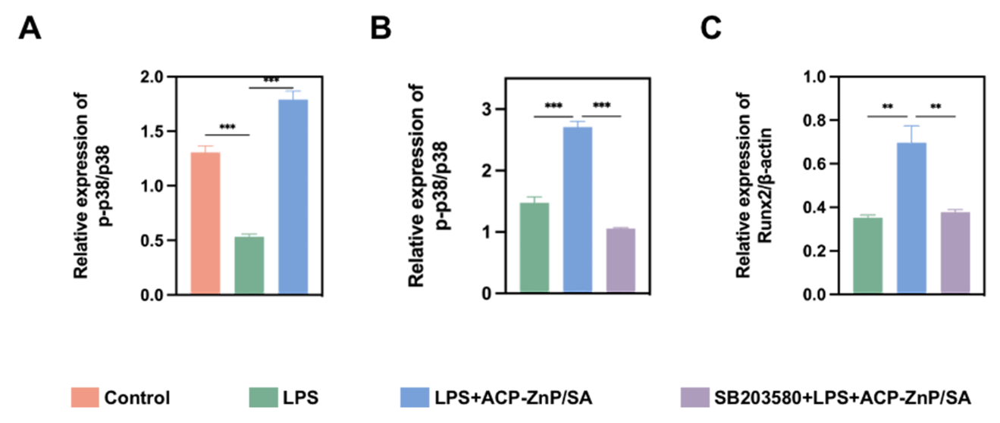 A
B
C
Relative expression of
p-p38/p38
2.0
1.5
1.0
0.5
0.0
***
***
Relative expression of
p-p38/p38
3
2
1
0
***
***
Relative expression of
Runx2/β-actin
1.0
0.8
0.6
0.4
0.2
0.0
**
**
Control
LPS
LPS+ACP-ZnP/SA
SB203580+LPS+ACP-ZnP/SA